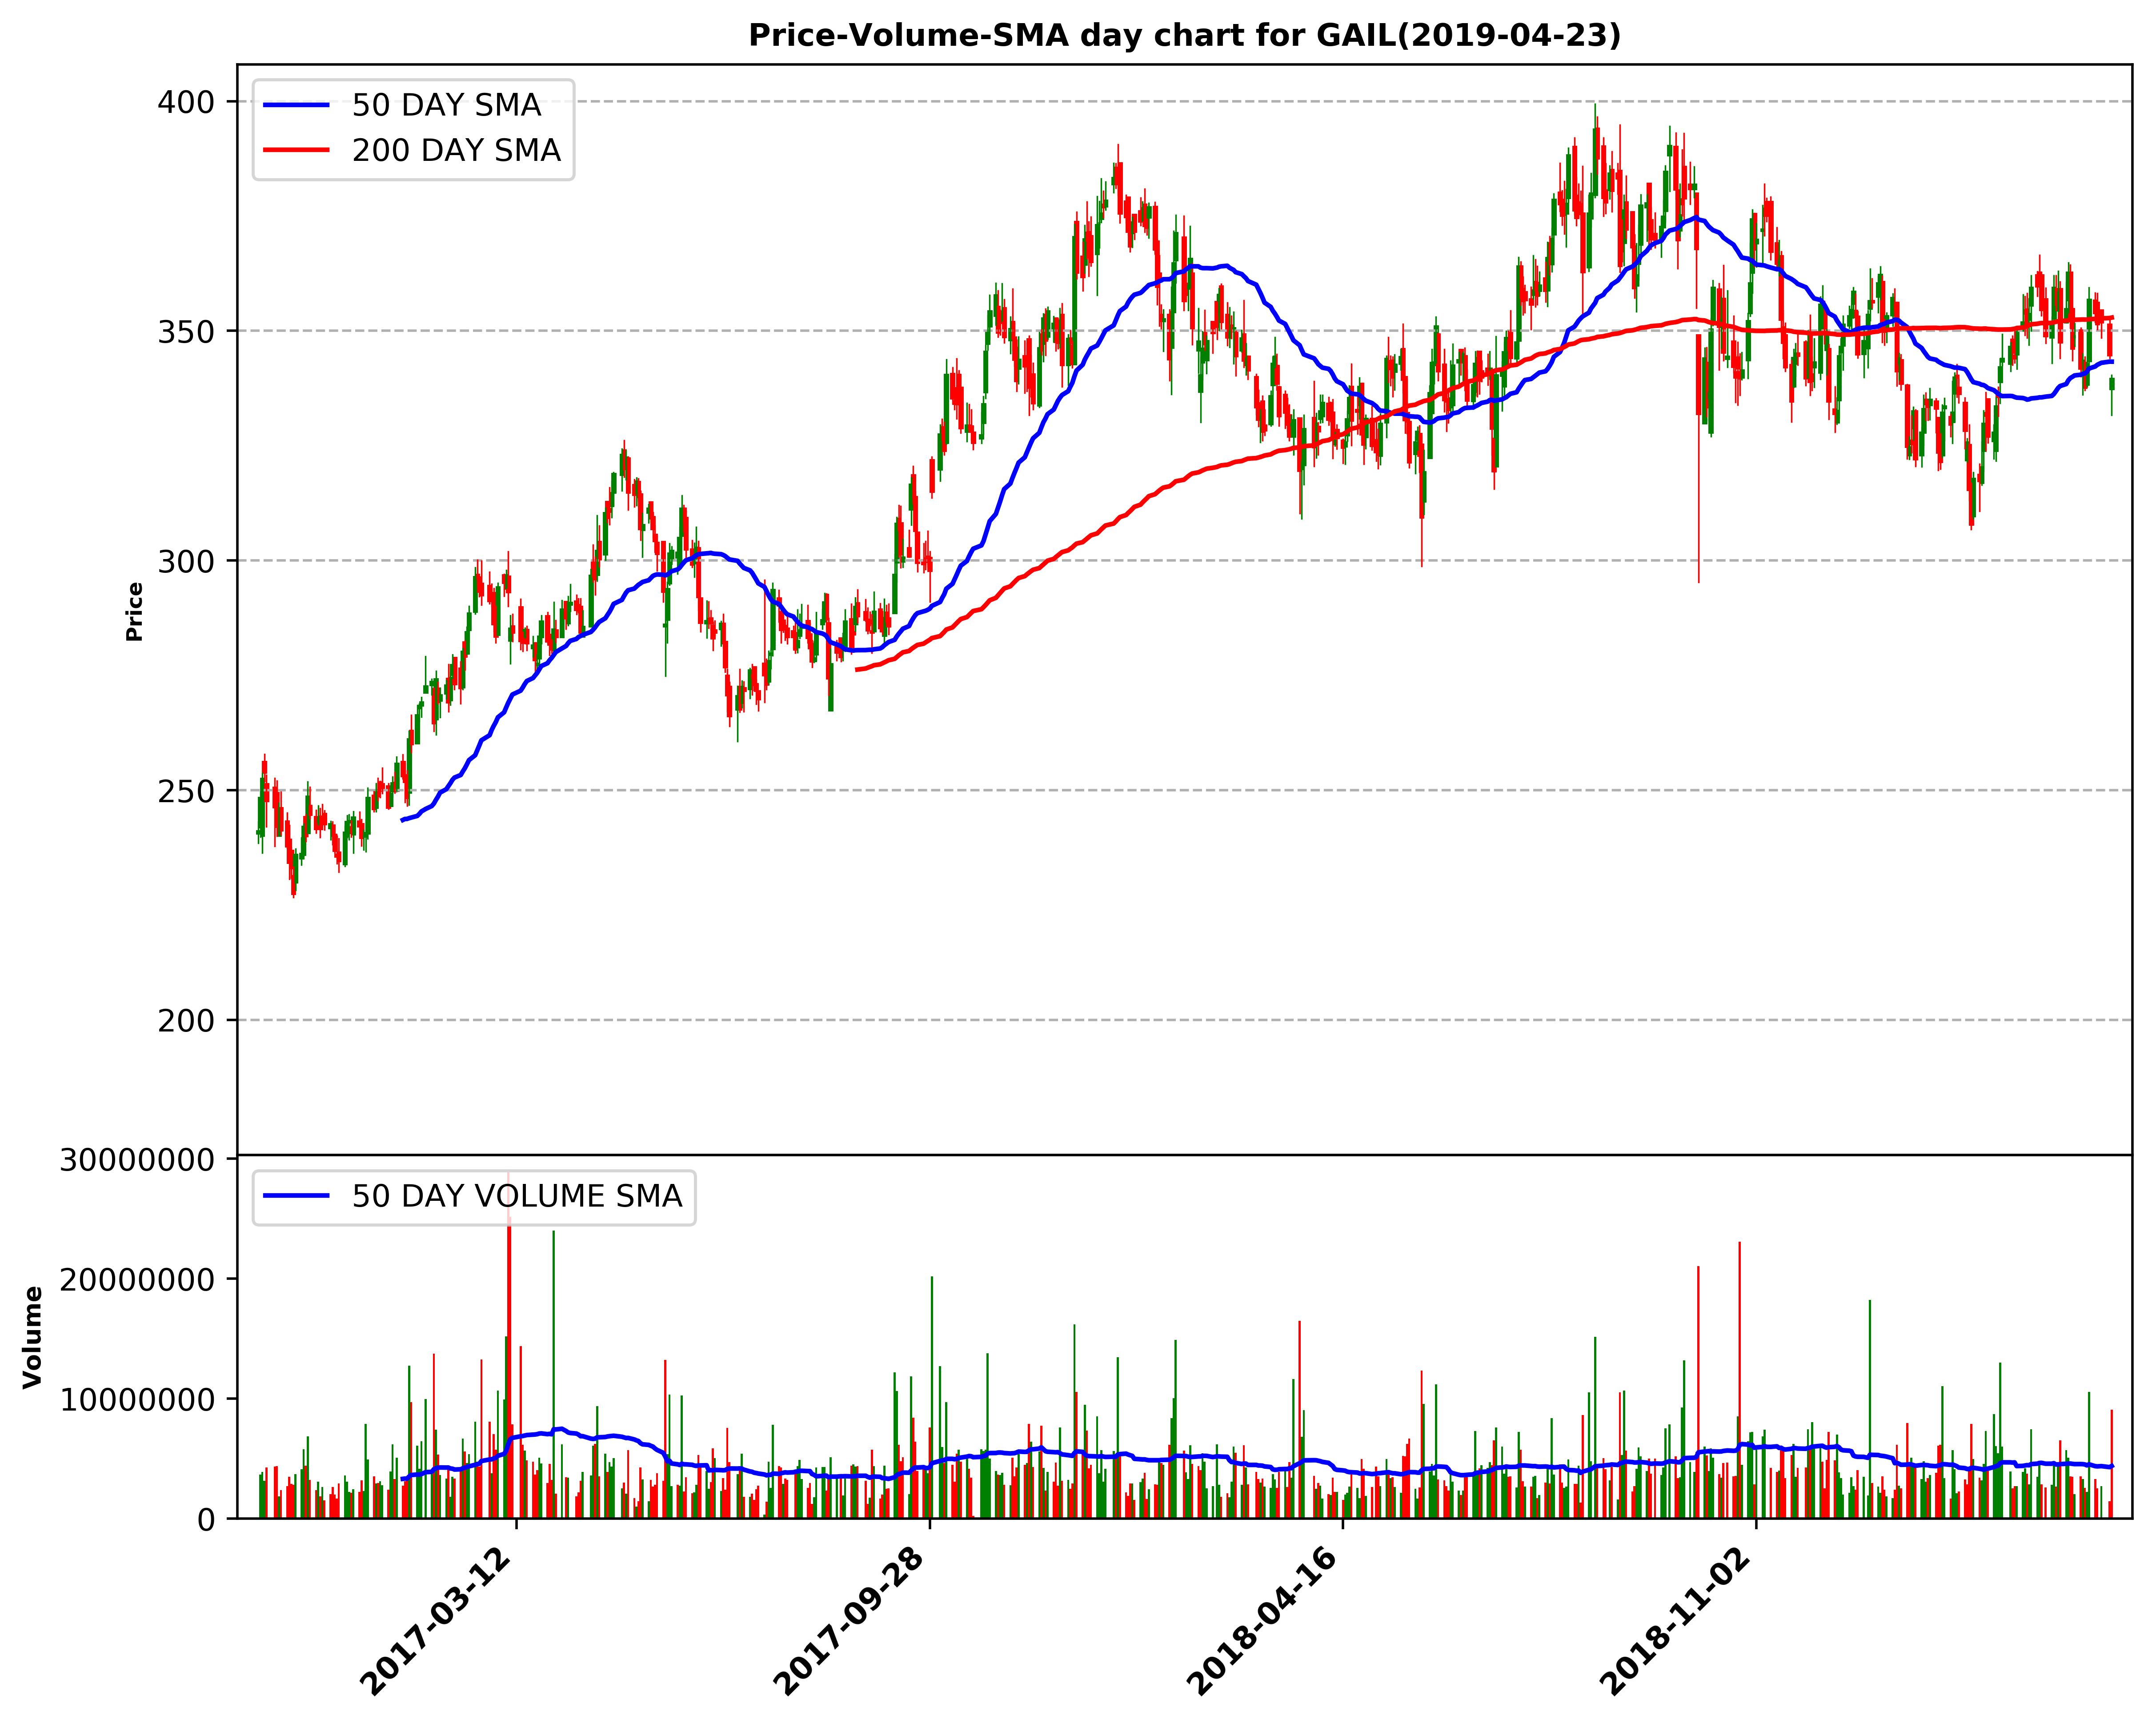 Price-Volume-SMA day chart for GAIL(2019-04-23)
50 DAY SMA
200 DAY SMA
400
350
300
250
200
Price
50 DAY VOLUME SMA
30000000
20000000
10000000
0
Volume
2017-03-12
2017-09-28
2018-04-16
2018-11-02